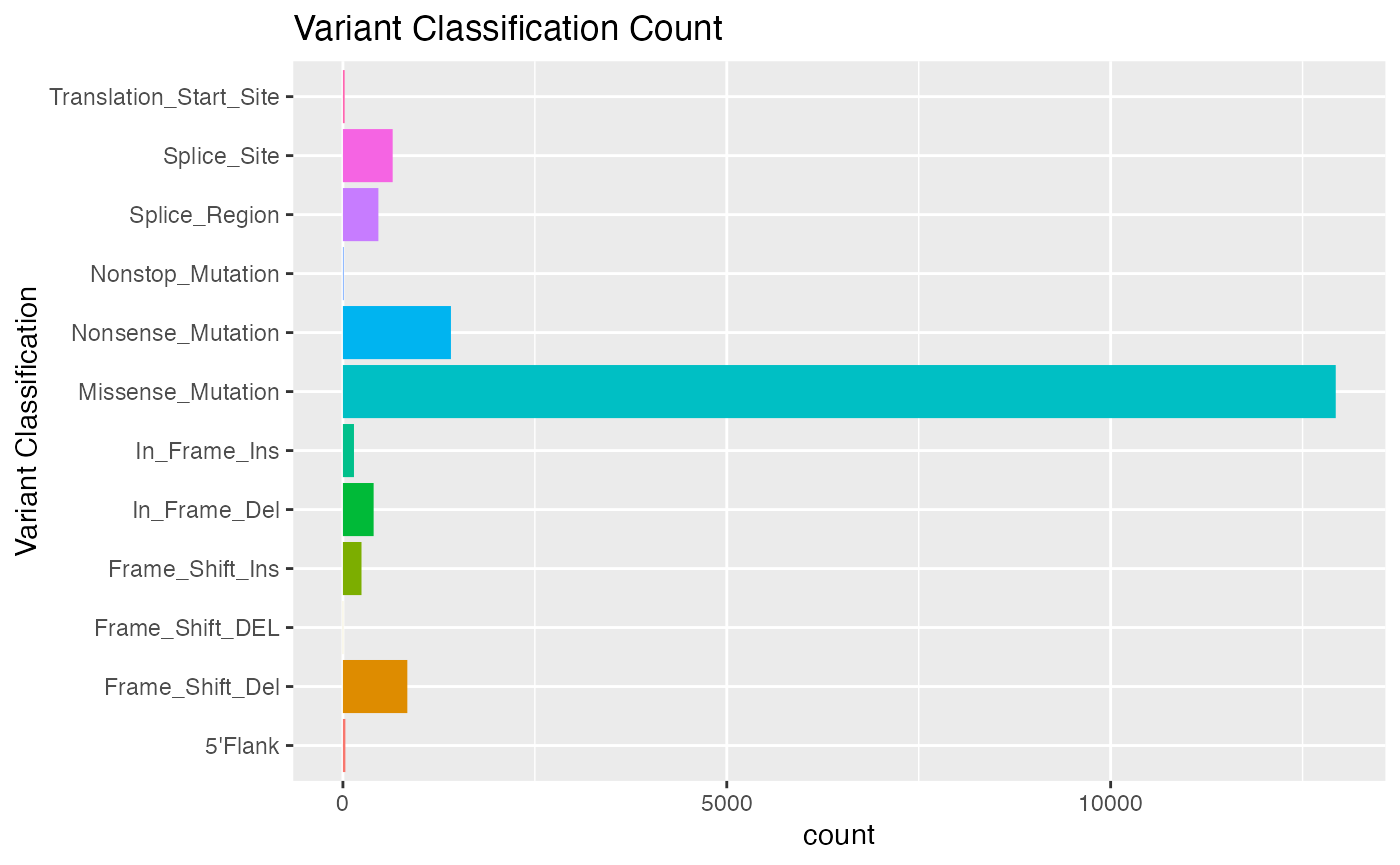 Variant Classification Count
Variant Classification
Translation_Start_Site
Splice_Site
Splice_Region
Nonstop_Mutation
Nonsense_Mutation
Missense_Mutation
In_Frame_Ins
In_Frame_Del
Frame_Shift_Ins
Frame_Shift_DEL
Frame_Shift_Del
5'Flank
0 5000 10000
count